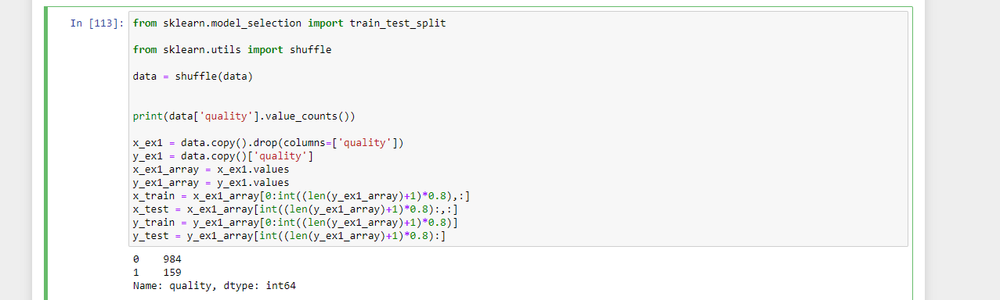 In [113]: from sklearn.model_selection import train_test_split
from sklearn.utils import shuffle
data = shuffle(data)
print(data['quality'].value_counts())
x_ex1 = data.copy().drop(columns=['quality'])
y_ex1 = data.copy()['quality']
x_ex1_array = x_ex1.values
y_ex1_array = y_ex1.values
x_train = x_ex1_array[0:int((len(y_ex1_array)+1)*0.8),:]
x_test = x_ex1_array[int((len(y_ex1_array)+1)*0.8):,:]
y_train = y_ex1_array[0:int((len(y_ex1_array)+1)*0.8)]
y_test = y_ex1_array[int((len(y_ex1_array)+1)*0.8):]
0    984
1    159
Name: quality, dtype: int64